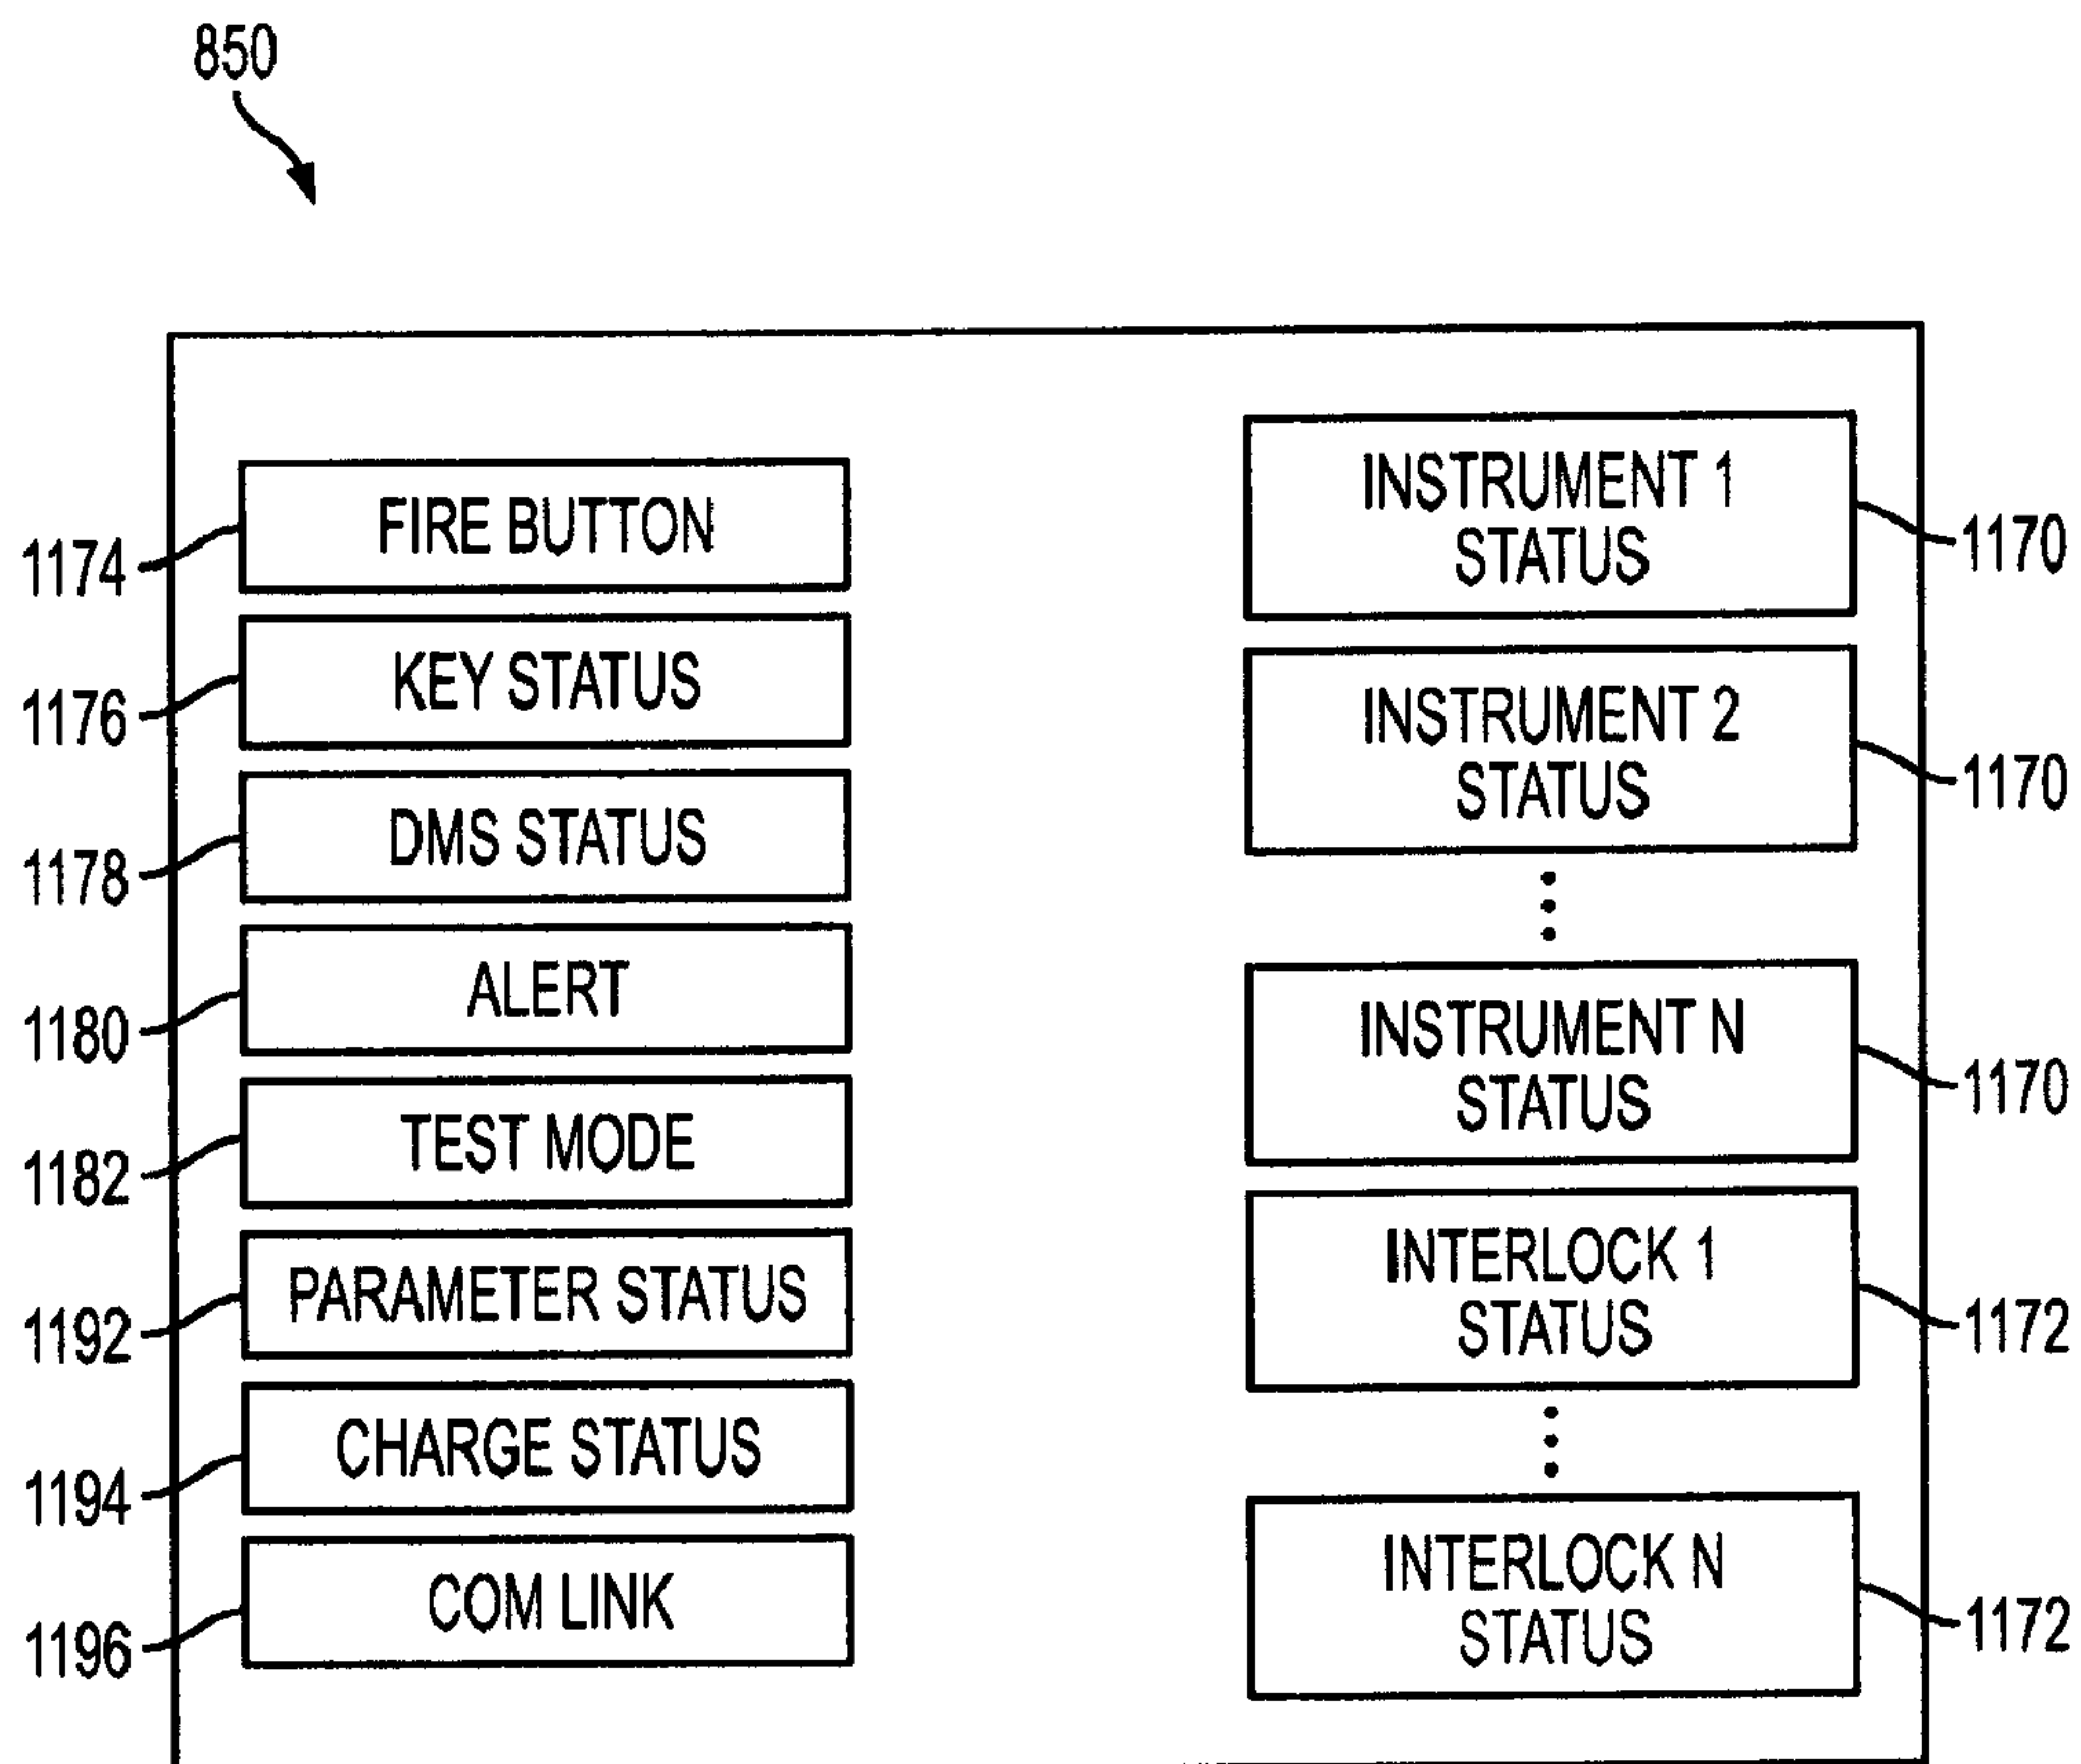 850
FIRE BUTTON
1174
KEY STATUS
1176
DMS STATUS
1178
ALERT
1180
TEST MODE
1182
PARAMETER STATUS
1192
CHARGE STATUS
1194
COM LINK
1196
INSTRUMENT 1
STATUS
1170
INSTRUMENT 2
STATUS
1170
INSTRUMENT N
STATUS
1170
INTERLOCK 1
STATUS
1172
INTERLOCK N
STATUS
1172